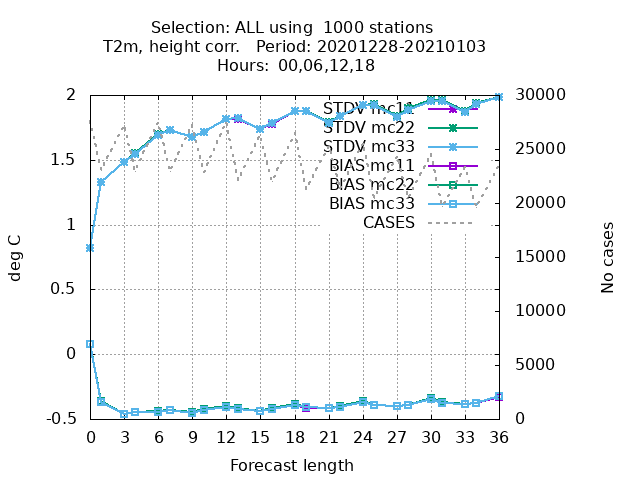 Selection: ALL using  1000 stations
T2m, height corr.   Period: 20201228-20210103
Hours:  00,06,12,18
2
1.5
1
0.5
0
-0.5
deg C
STDV mc11
STDV mc22
STDV mc33
BIAS mc11
BIAS mc22
BIAS mc33
CASES
30000
25000
20000
15000
10000
5000
0
No cases
0 3 6 9 12 15 18 21 24 27 30 33 36
Forecast length